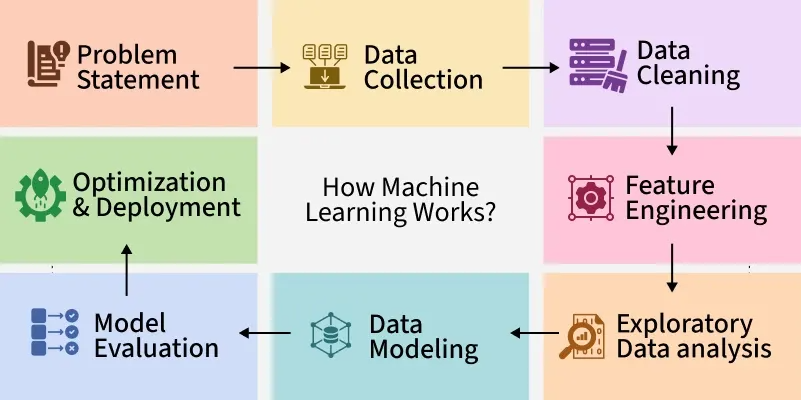 Problem
Statement
Data
Collection
Data
Cleaning
Optimization
& Deployment
How Machine
Learning Works?
Feature
Engineering
Model
Evaluation
Data
Modeling
Exploratory
Data analysis